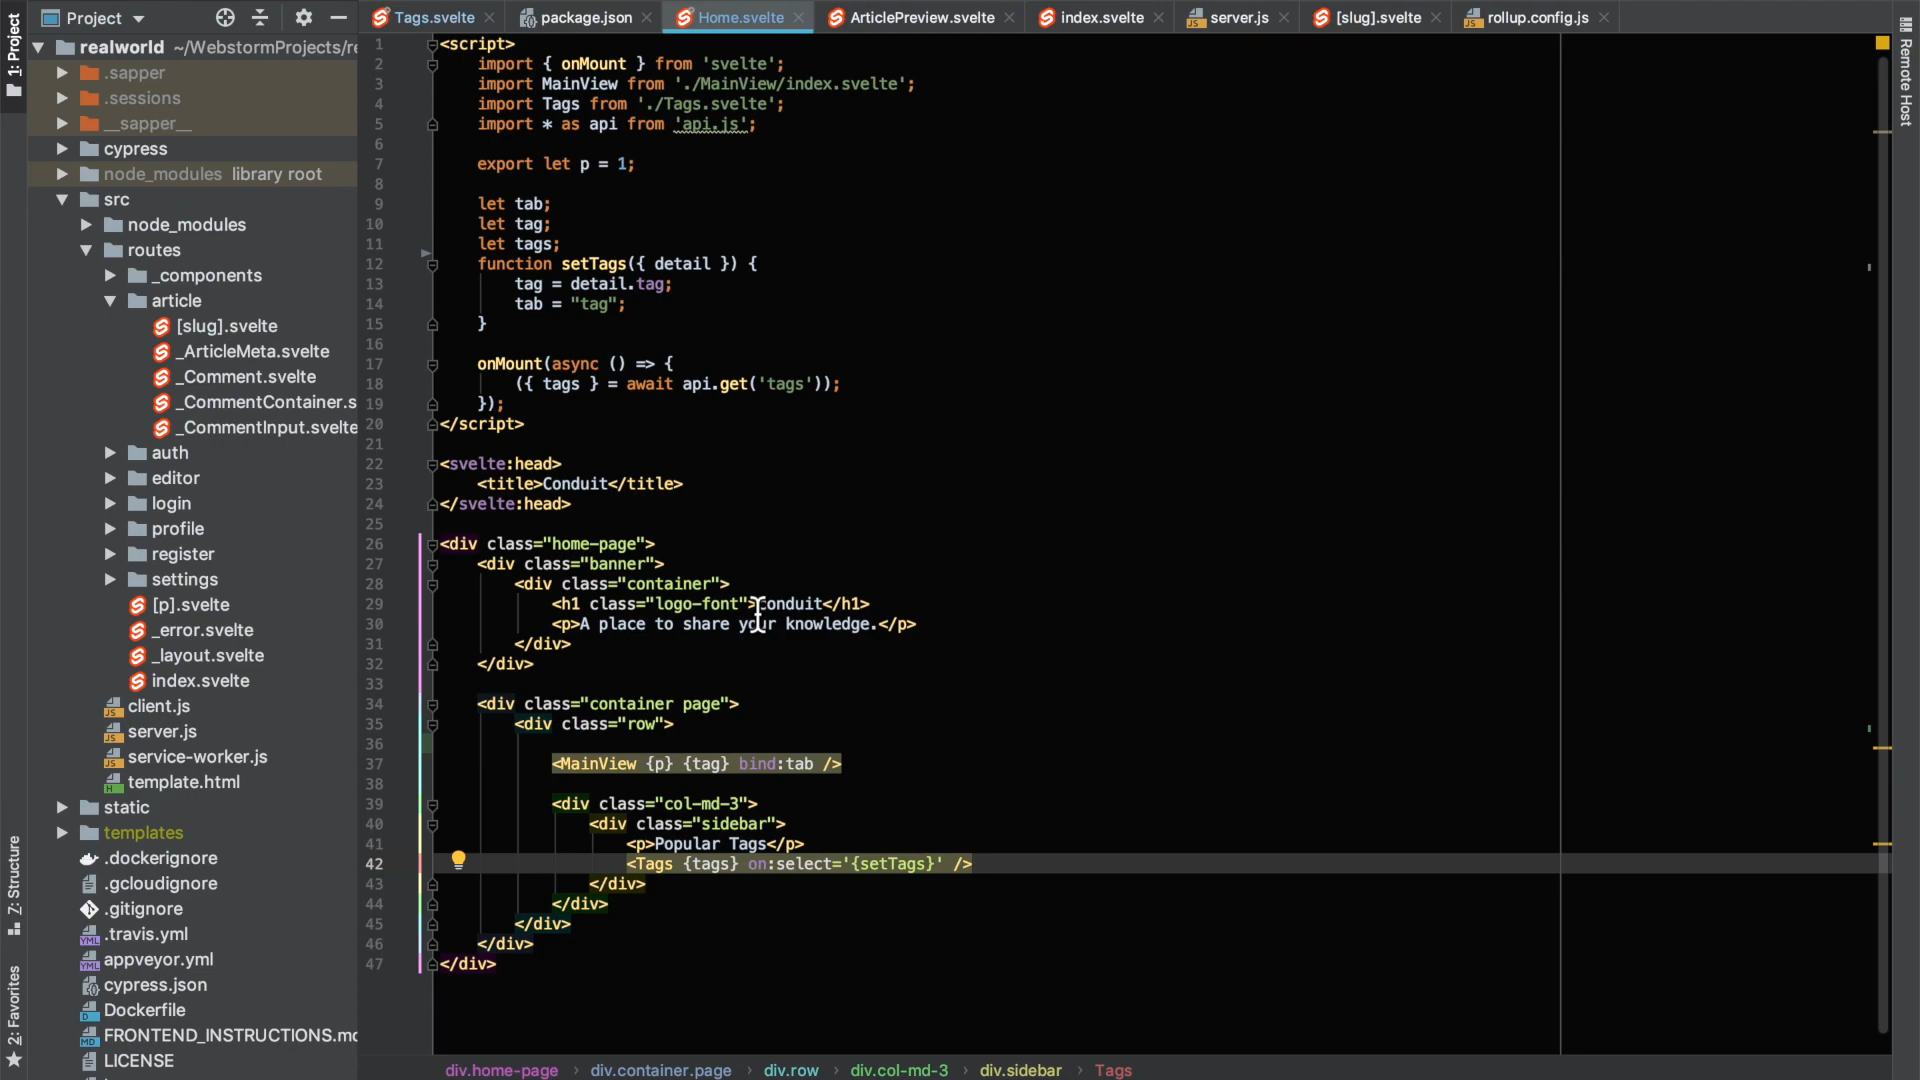 Project
Tags.svelte
package.json
Home.svelte
ArticlePreview.svelte
index.svelte
server.js
[slug].svelte
rollup.config.js
1: Project
Z: Structure
2: Favorites
Remote Host
realworld ~/WebstormProjects/re
.sapper
.sessions
__sapper__
cypress
node_modules library root
src
node_modules
routes
_components
article
[slug].svelte
_ArticleMeta.svelte
_Comment.svelte
_CommentContainer.s
_CommentInput.svelte
auth
editor
login
profile
register
settings
[p].svelte
_error.svelte
_layout.svelte
index.svelte
client.js
server.js
service-worker.js
template.html
static
templates
.dockerignore
.gcloudignore
.gitignore
.travis.yml
appveyor.yml
cypress.json
Dockerfile
FRONTEND_INSTRUCTIONS.md
LICENSE
1 <script>
2 import { onMount } from 'svelte';
3 import MainView from './MainView/index.svelte';
4 import Tags from './Tags.svelte';
5 import * as api from 'api.js';
6
7 export let p = 1;
8
9 let tab;
10 let tag;
11 let tags;
12 function setTags({ detail }) {
13 tag = detail.tag;
14 tab = "tag";
15 }
16
17 onMount(async () => {
18 ({ tags } = await api.get('tags'));
19 });
20 </script>
21
22 <svelte:head>
23 <title>Conduit</title>
24 </svelte:head>
25
26 <div class="home-page">
27 <div class="banner">
28 <div class="container">
29 <h1 class="logo-font">conduit</h1>
30 <p>A place to share your knowledge.</p>
31 </div>
32 </div>
33
34 <div class="container page">
35 <div class="row">
36
37 <MainView {p} {tag} bind:tab />
38
39 <div class="col-md-3">
40 <div class="sidebar">
41 <p>Popular Tags</p>
42 <Tags {tags} on:select='{setTags}' />
43 </div>
44 </div>
45 </div>
46 </div>
47 </div>
div.home-page › div.container.page › div.row › div.col-md-3 › div.sidebar › Tags